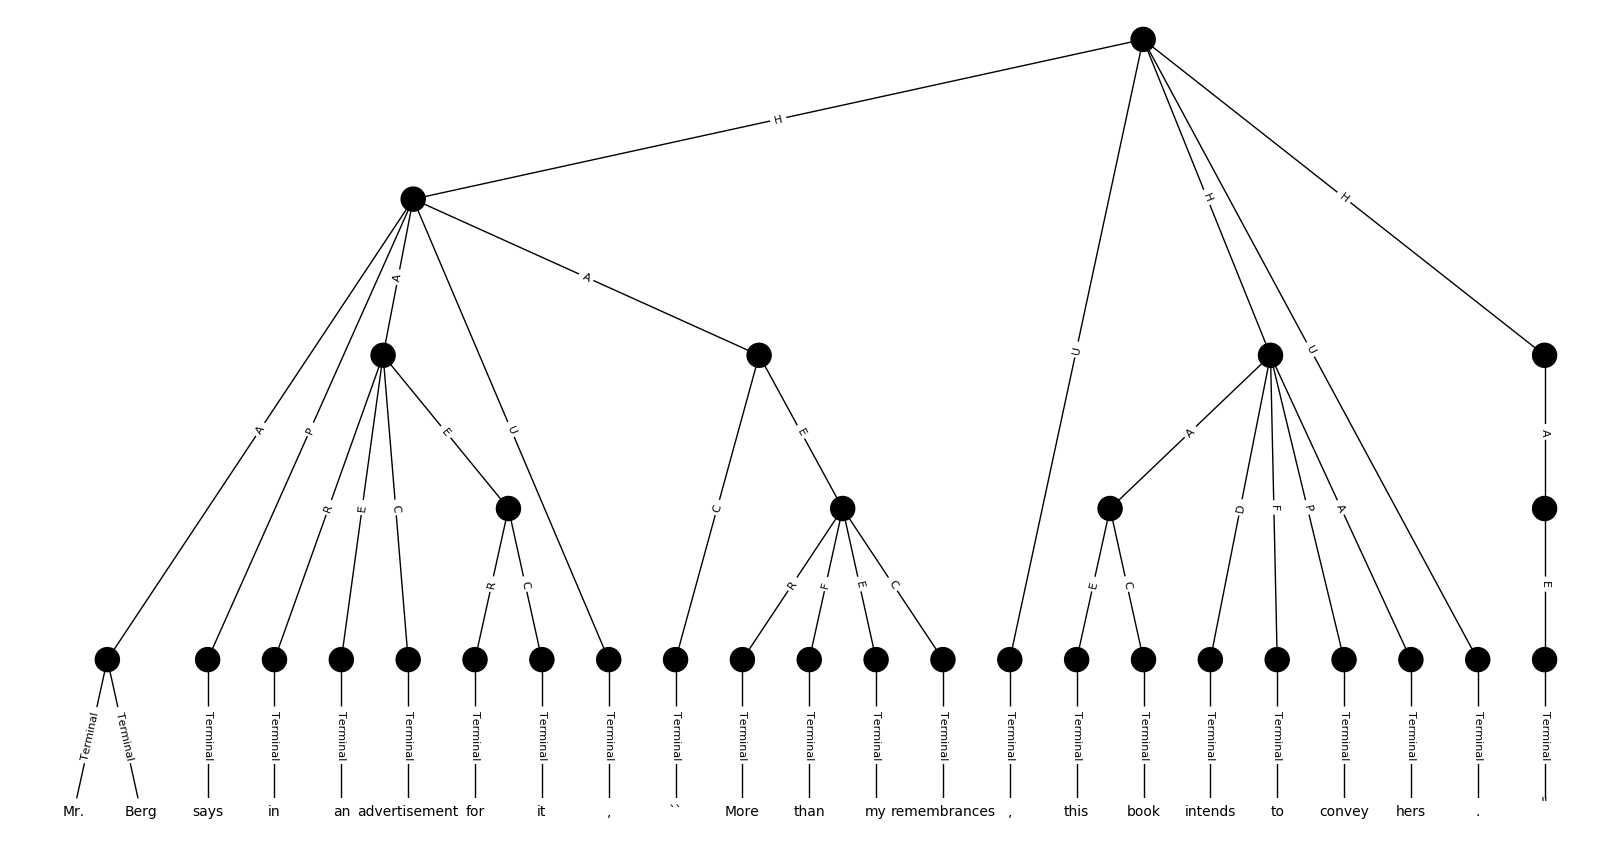 H
A A H H
U U
A P E U E A A
R E C C D F P A
R C R F E C E C E
Terminal Terminal Terminal Terminal Terminal Terminal Terminal Terminal Terminal Terminal Terminal Terminal Terminal Terminal Terminal Terminal Terminal Terminal Terminal Terminal Terminal Terminal Terminal
Mr. Berg says in an advertisement for it , `` More than my remembrances , this book intends to convey hers . "